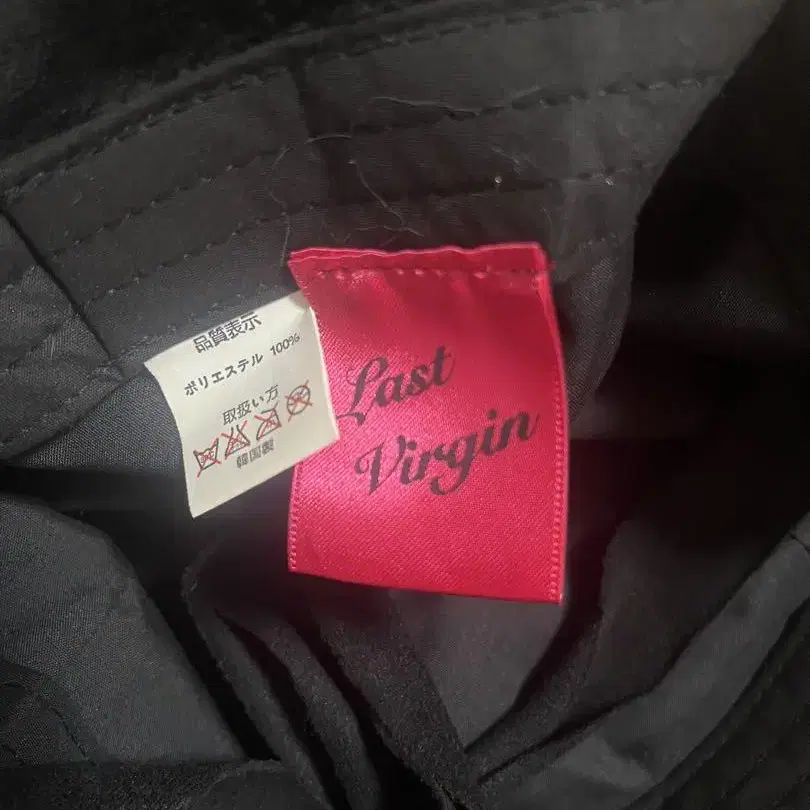 品質表示
ポリエステル 100%
取扱い方
韓国製
Last
Virgin